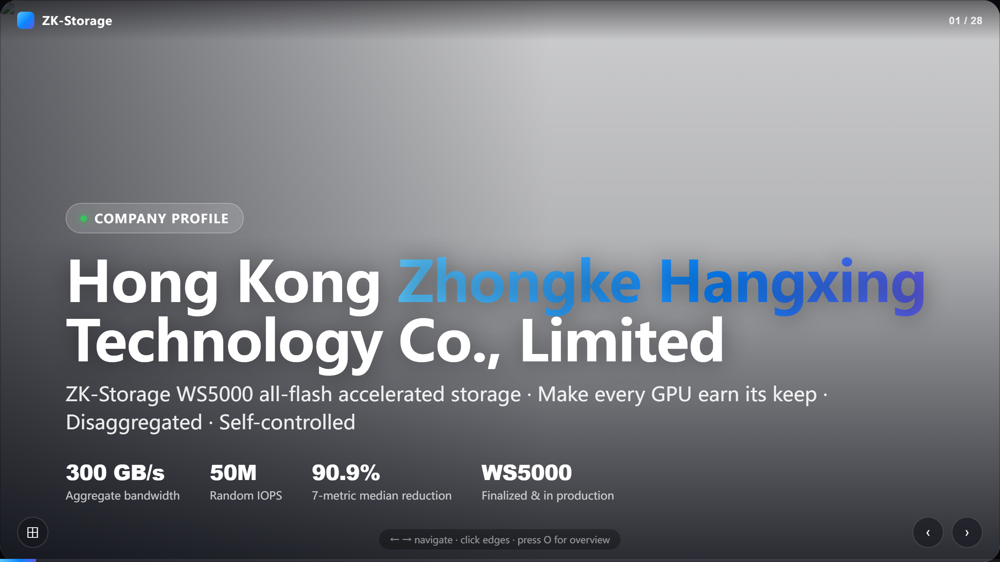 ZK-Storage
01 / 28
COMPANY PROFILE
Hong Kong Zhongke Hangxing
Technology Co., Limited
ZK-Storage WS5000 all-flash accelerated storage · Make every GPU earn its keep ·
Disaggregated · Self-controlled
300 GB/s
Aggregate bandwidth
50M
Random IOPS
90.9%
7-metric median reduction
WS5000
Finalized & in production
← → navigate · click edges · press O for overview